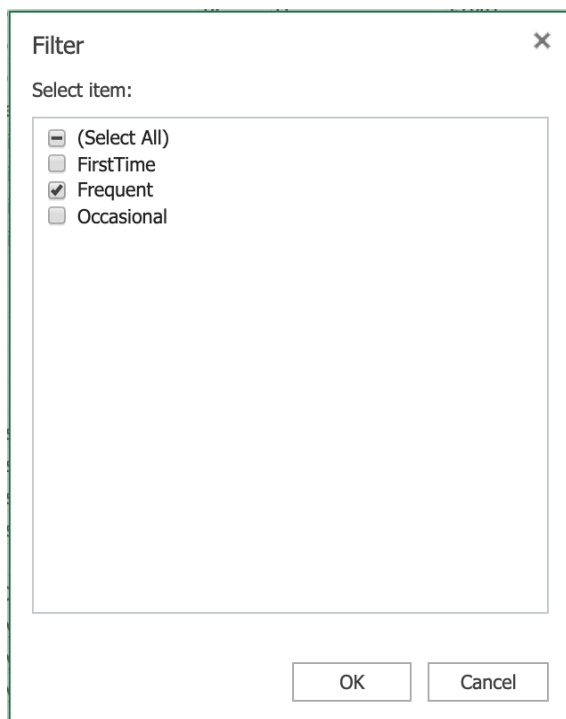 Filter
Select item:
(Select All)
FirstTime
Frequent
Occasional
OK
Cancel